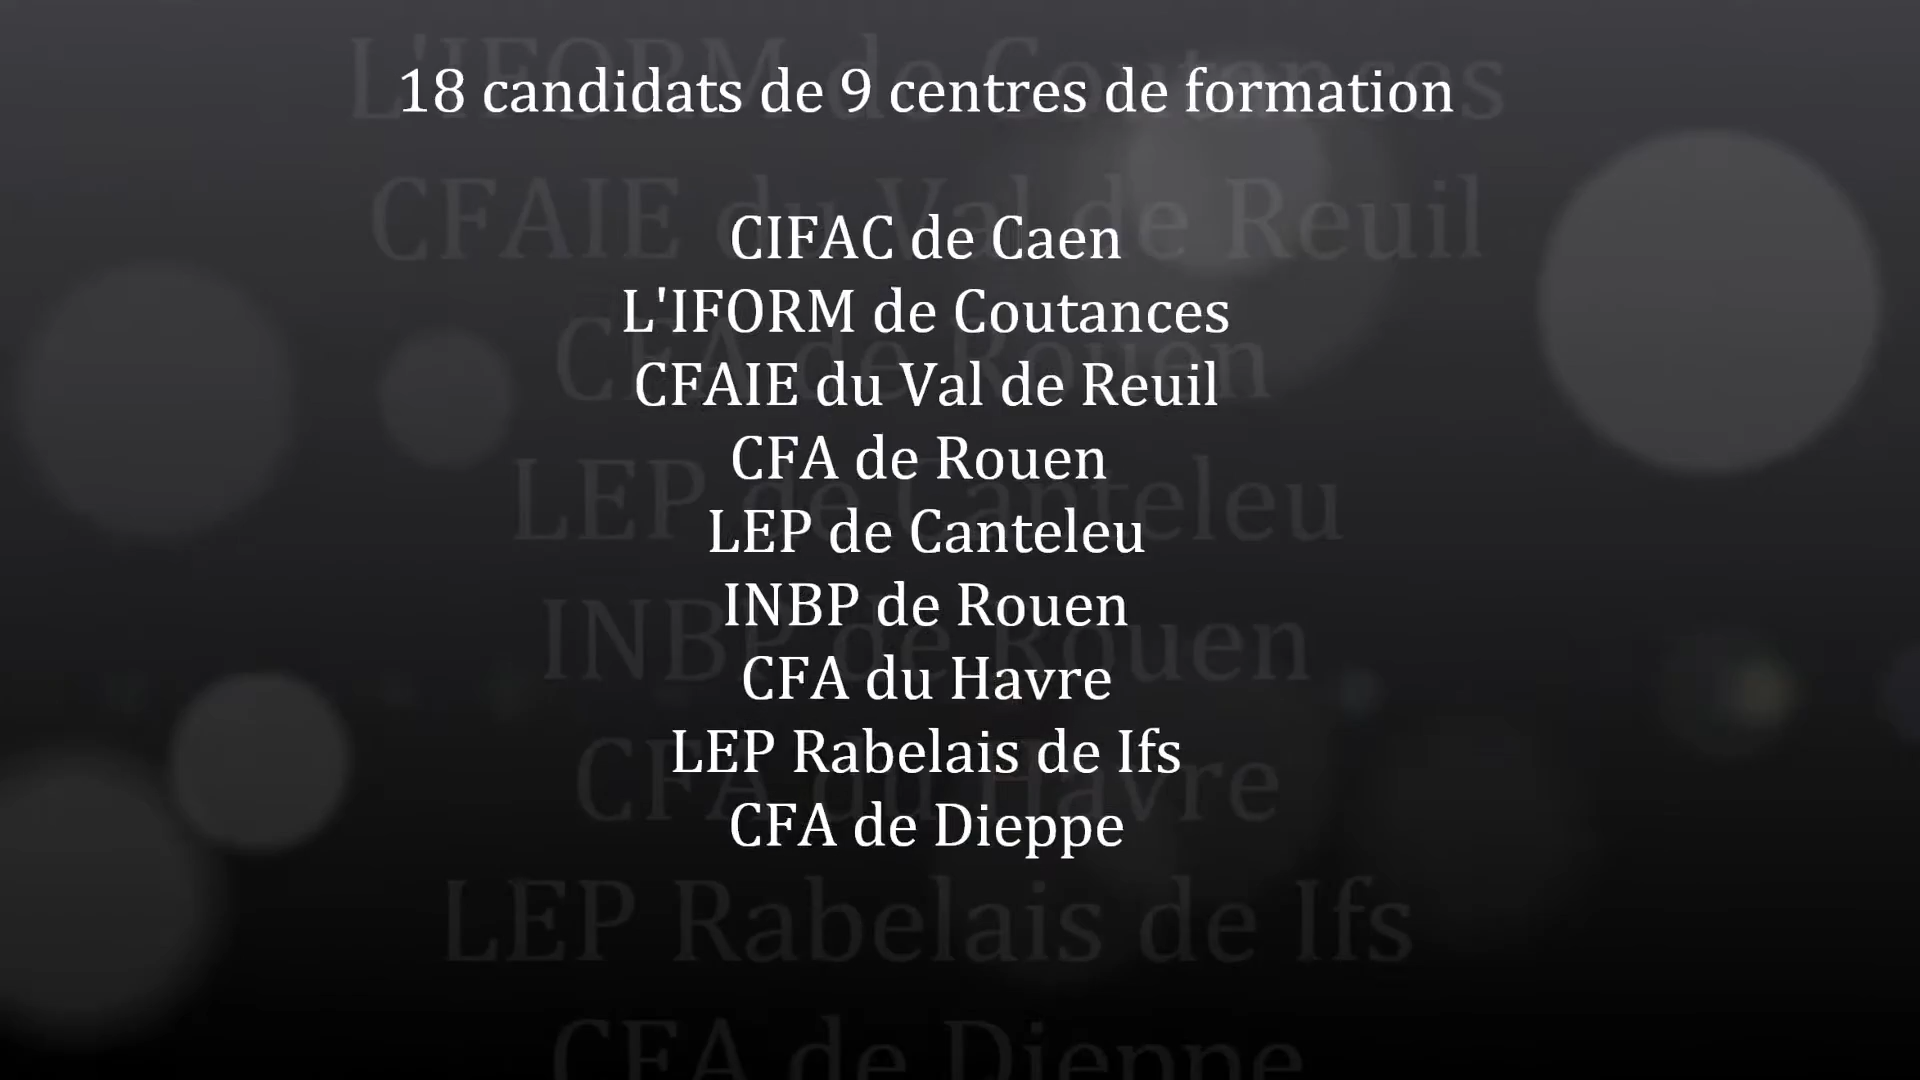 18 candidats de 9 centres de formation
CIFAC de Caen
L'IFORM de Coutances
CFAIE du Val de Reuil
CFA de Rouen
LEP de Canteleu
INBP de Rouen
CFA du Havre
LEP Rabelais de Ifs
CFA de Dieppe